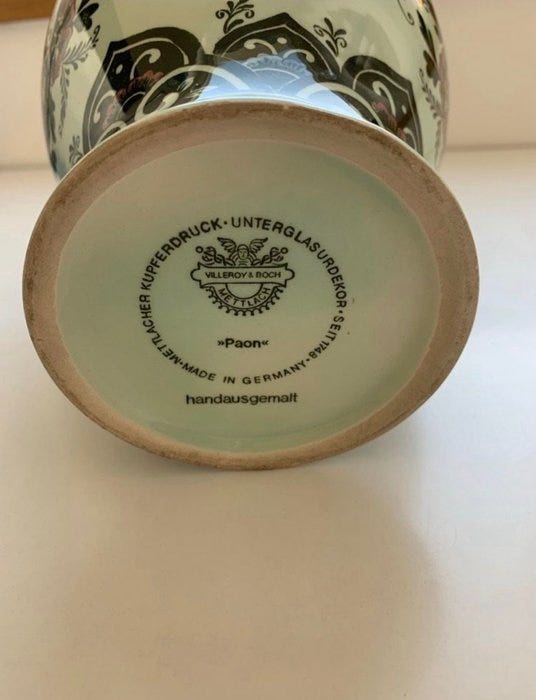 METTLACHER KUPFERDRUCK · UNTERGLASURDEKOR · SEIT 1748 · MADE IN GERMANY ·
VILLEROY & BOCH
METTLACH
»Paon«
handausgemalt